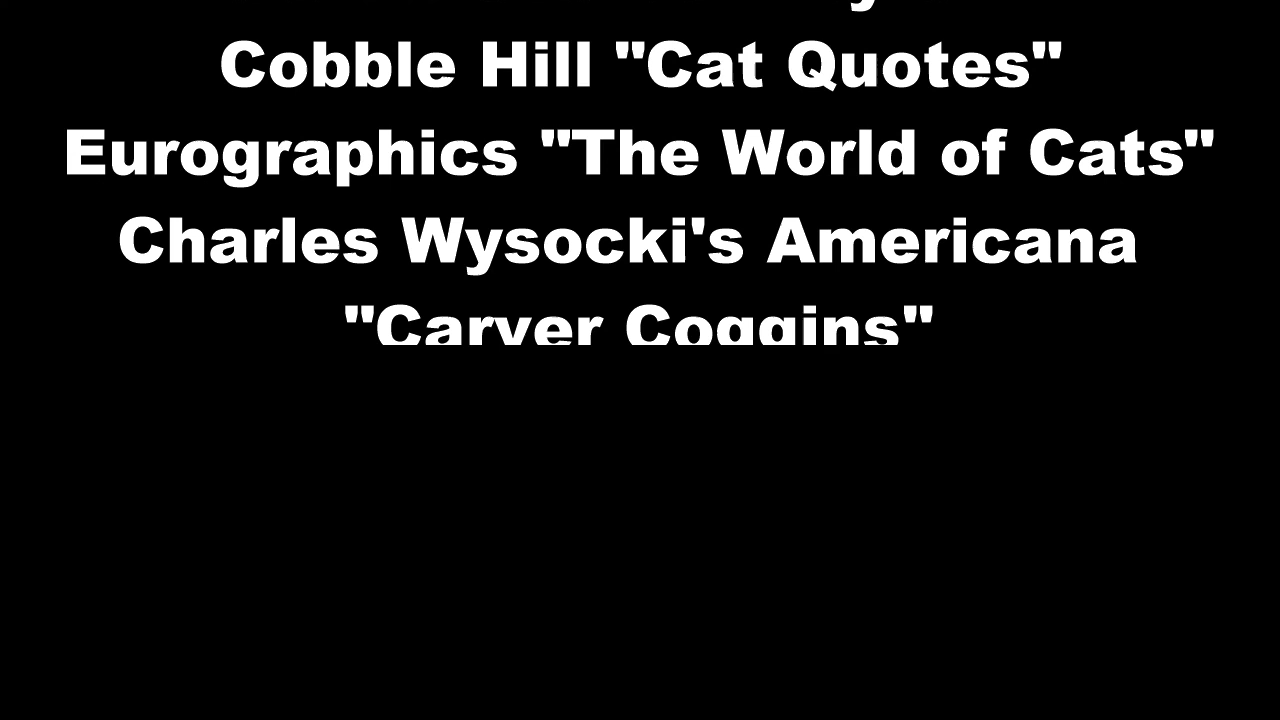 Cobble Hill "Cat Quotes"
Eurographics "The World of Cats"
Charles Wysocki's Americana
"Carver Coggins"